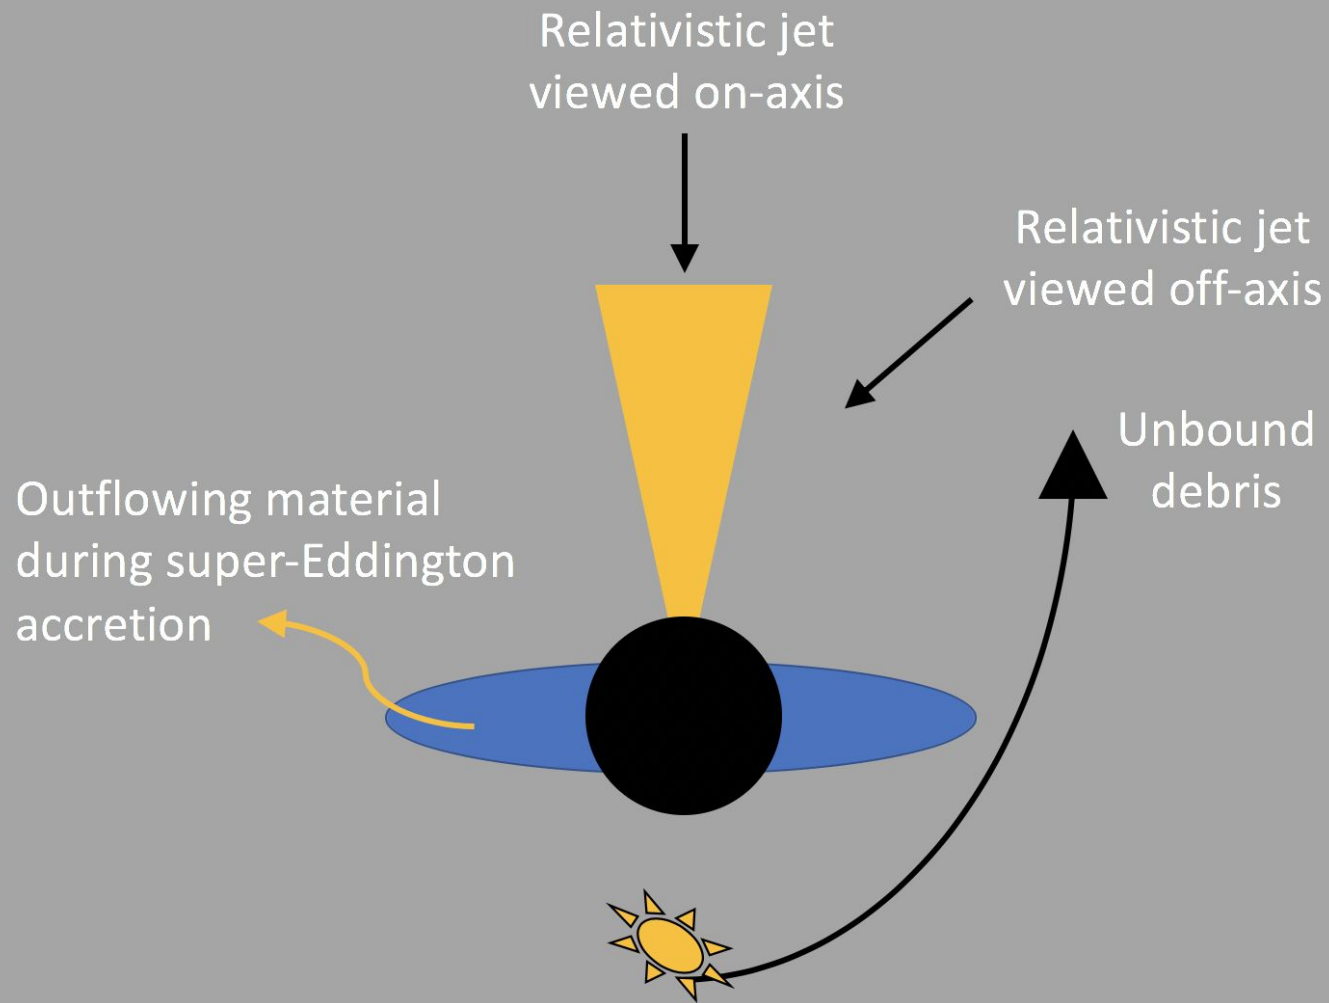 Relativistic jet
viewed on-axis
Relativistic jet
viewed off-axis
Unbound
debris
Outflowing material
during super-Eddington
accretion